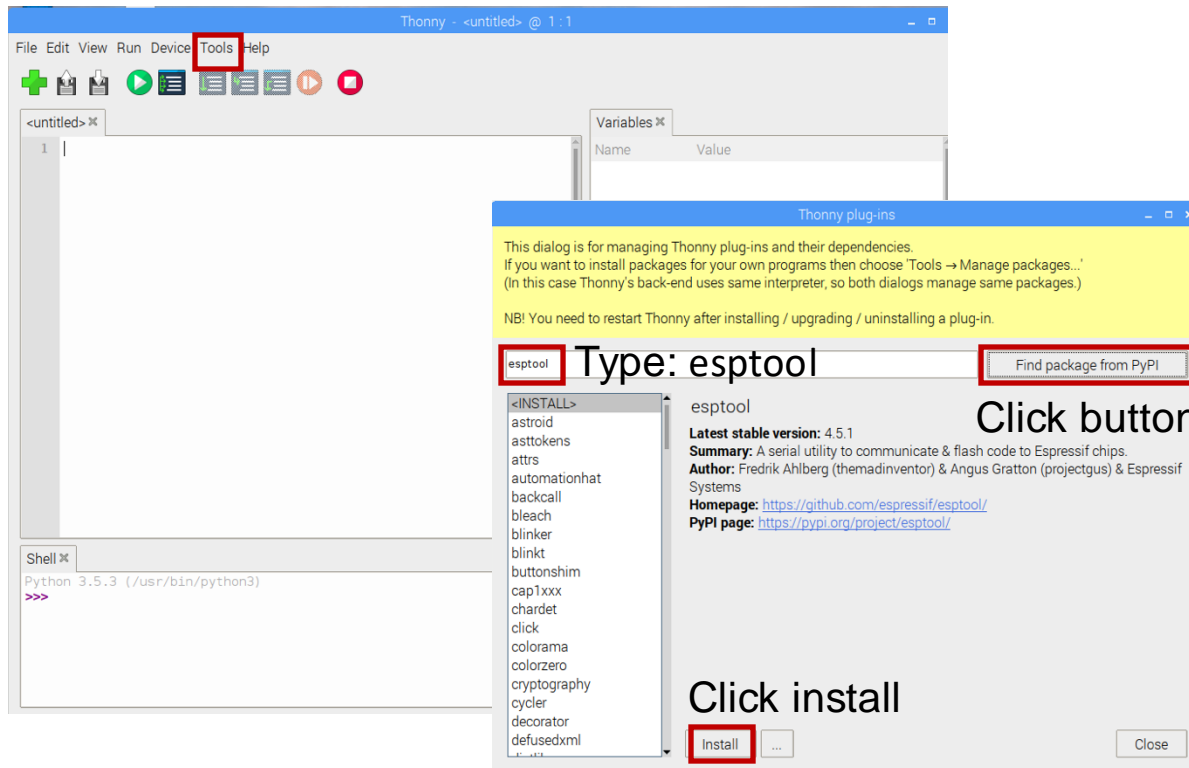 Thonny - <untitled> @ 1:1
File Edit View Run Device Tools Help
<untitled>
Variables
1
Name Value
Thonny plug-ins
This dialog is for managing Thonny plug-ins and their dependencies.
If you want to install packages for your own programs then choose 'Tools → Manage packages...'
(In this case Thonny's back-end uses same interpreter, so both dialogs manage same packages.)
NB! You need to restart Thonny after installing / upgrading / uninstalling a plug-in.
esptool
Type: esptool
Find package from PyPI
Click button
<INSTALL>
astroid
asttokens
attrs
automationhat
backcall
bleach
blinker
blinkt
buttonshim
cap1xxx
chardet
click
colorama
colorzero
cryptography
cycler
decorator
defusedxml
esptool
Latest stable version: 4.5.1
Summary: A serial utility to communicate & flash code to Espressif chips.
Author: Fredrik Ahlberg (themadinventor) & Angus Gratton (projectgus) & Espressif
Systems
Homepage: https://github.com/espressif/esptool/
PyPI page: https://pypi.org/project/esptool/
Click install
Install
...
Close
Shell
Python 3.5.3 (/usr/bin/python3)
>>>